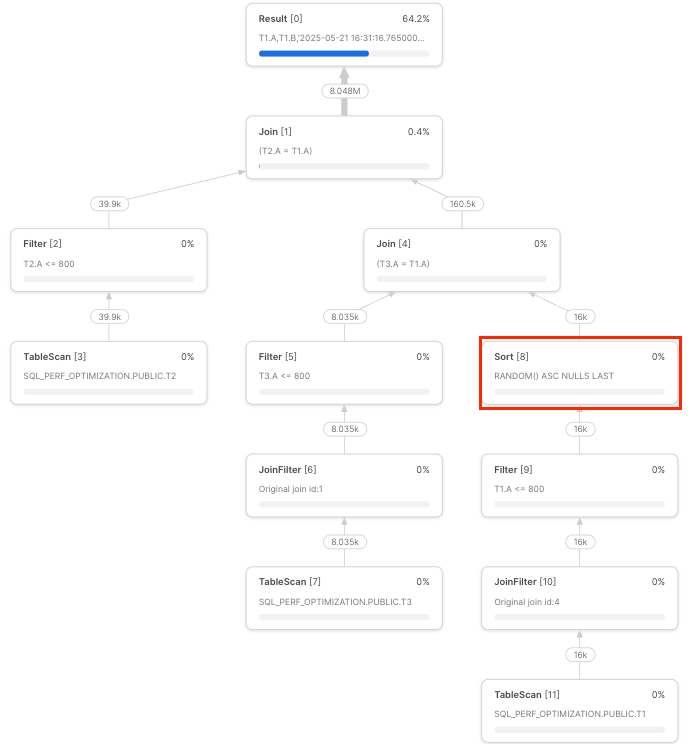 Result [0] 64.2%
T1.A,T1.B,'2025-05-21 16:31:16.765000...
8.048M
Join [1] 0.4%
(T2.A = T1.A)
39.9k
160.5k
Filter [2] 0%
T2.A <= 800
Join [4] 0%
(T3.A = T1.A)
39.9k
8.035k
16k
TableScan [3] 0%
SQL_PERF_OPTIMIZATION.PUBLIC.T2
Filter [5] 0%
T3.A <= 800
Sort [8] 0%
RANDOM() ASC NULLS LAST
8.035k
16k
JoinFilter [6] 0%
Original join id:1
Filter [9] 0%
T1.A <= 800
8.035k
16k
TableScan [7] 0%
SQL_PERF_OPTIMIZATION.PUBLIC.T3
JoinFilter [10] 0%
Original join id:4
16k
TableScan [11] 0%
SQL_PERF_OPTIMIZATION.PUBLIC.T1